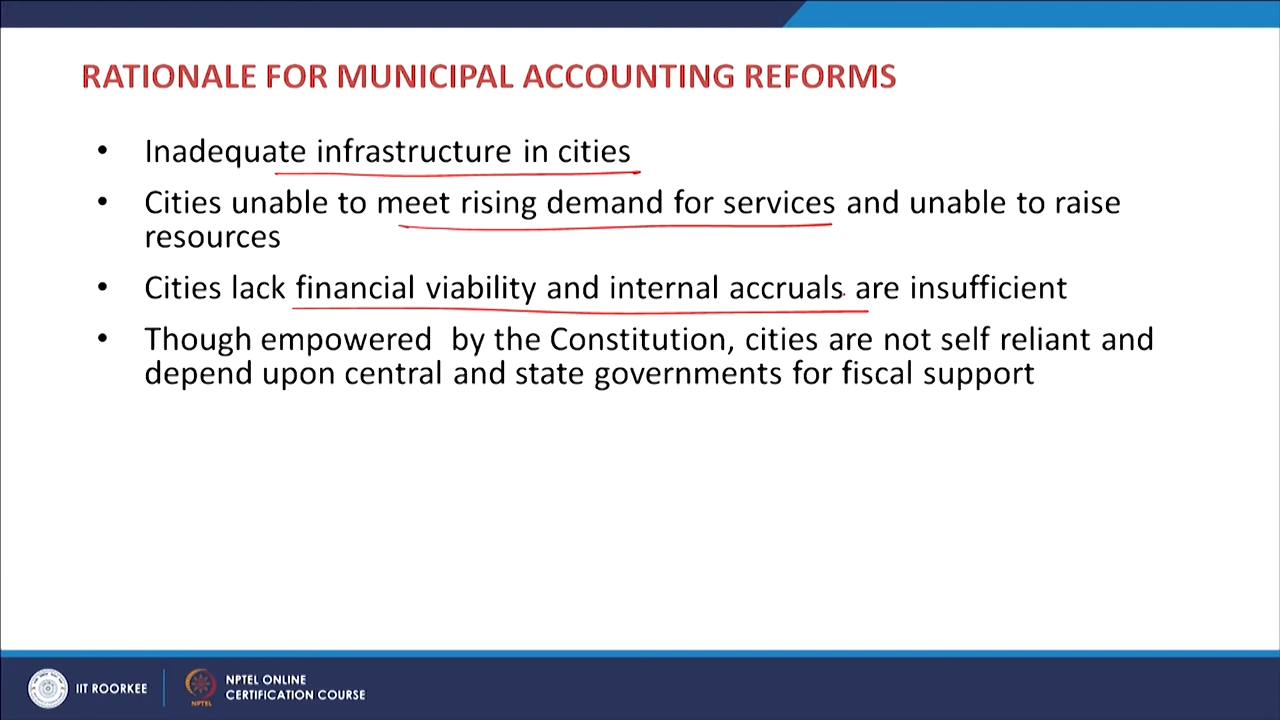 RATIONALE FOR MUNICIPAL ACCOUNTING REFORMS
• Inadequate infrastructure in cities
• Cities unable to meet rising demand for services and unable to raise
resources
• Cities lack financial viability and internal accruals are insufficient
• Though empowered  by the Constitution, cities are not self reliant and
depend upon central and state governments for fiscal support
IIT ROORKEE
NPTEL
NPTEL ONLINE
CERTIFICATION COURSE